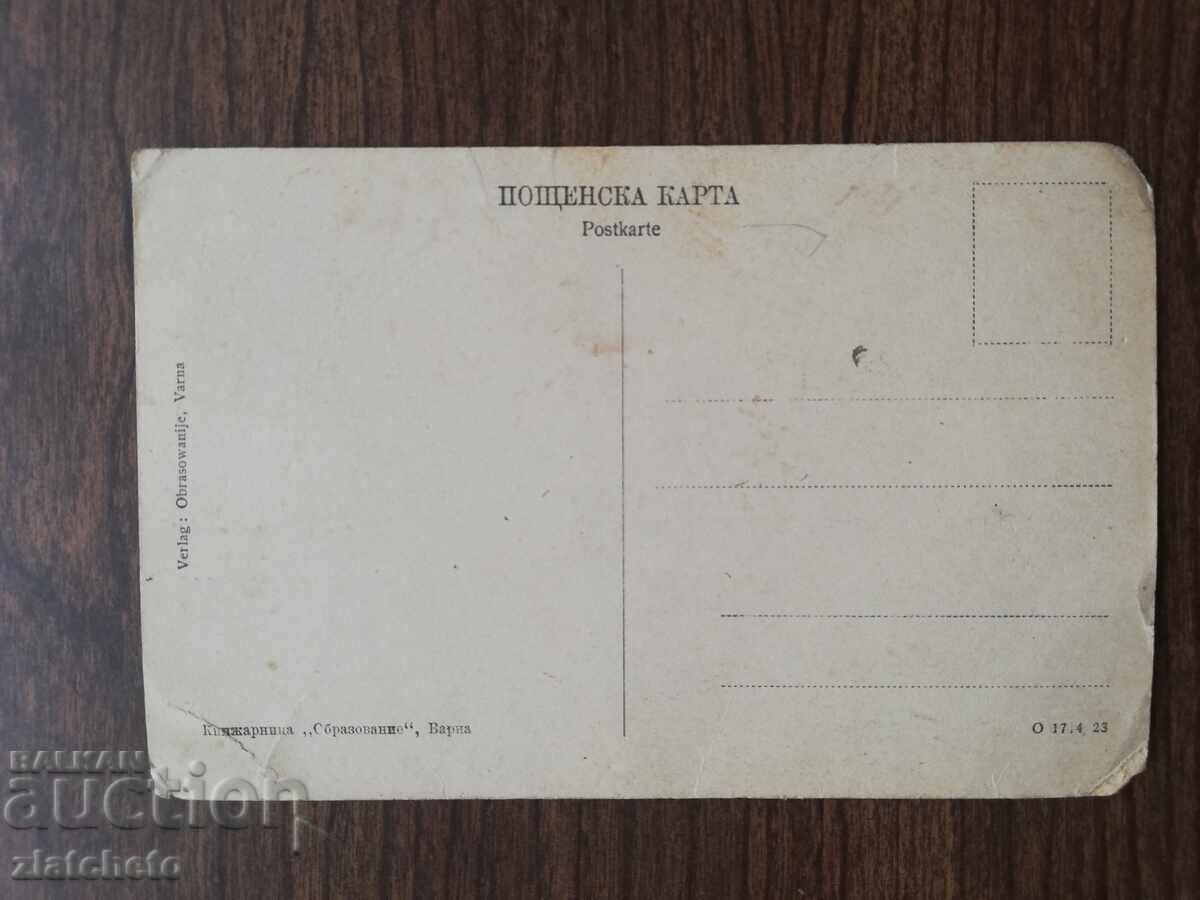 ПОЩЕНСКА КАРТА
Postkarte
Verlag: Obrasowanije, Varna
Книжарница „Образование“, Варна
O 17.4 23
BALKAN
auction
zlatcheto